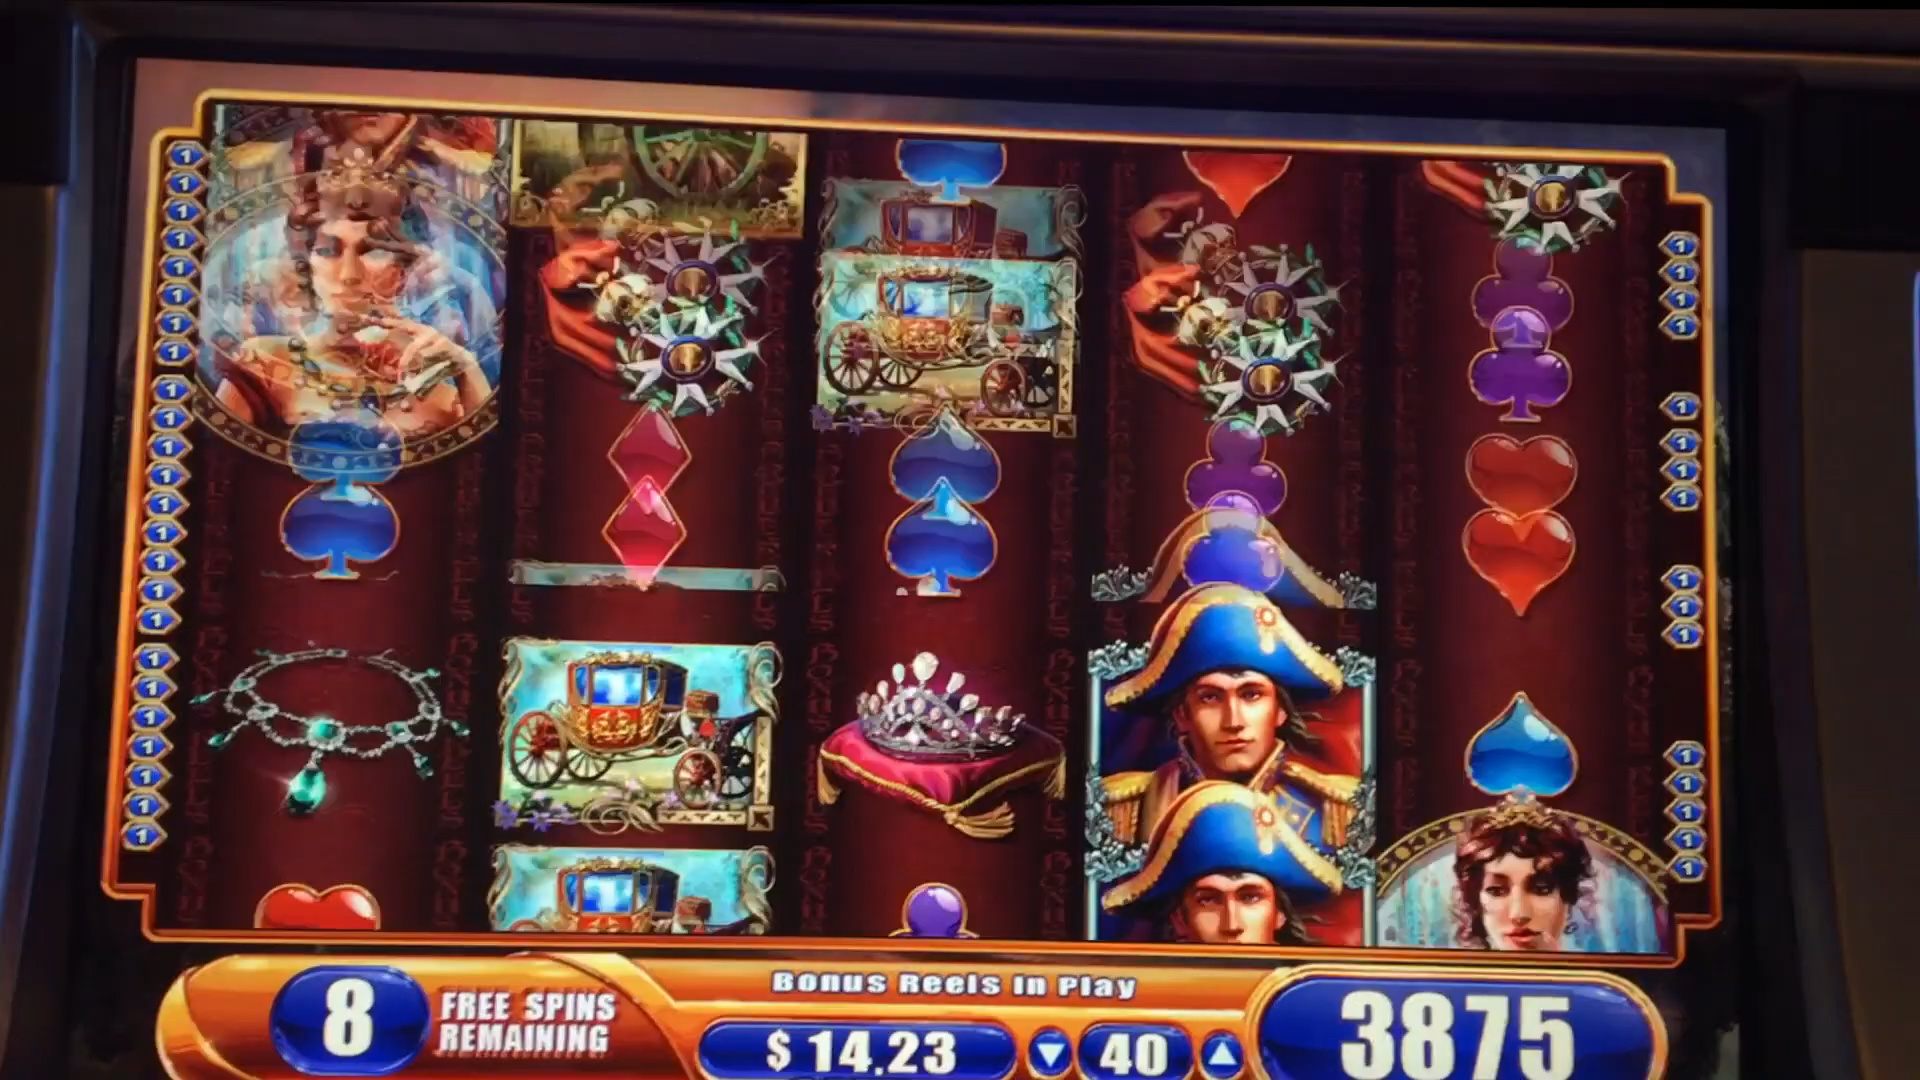 Bonus Reels In Play
8
FREE SPINS
REMAINING
$ 14.23
40
3875